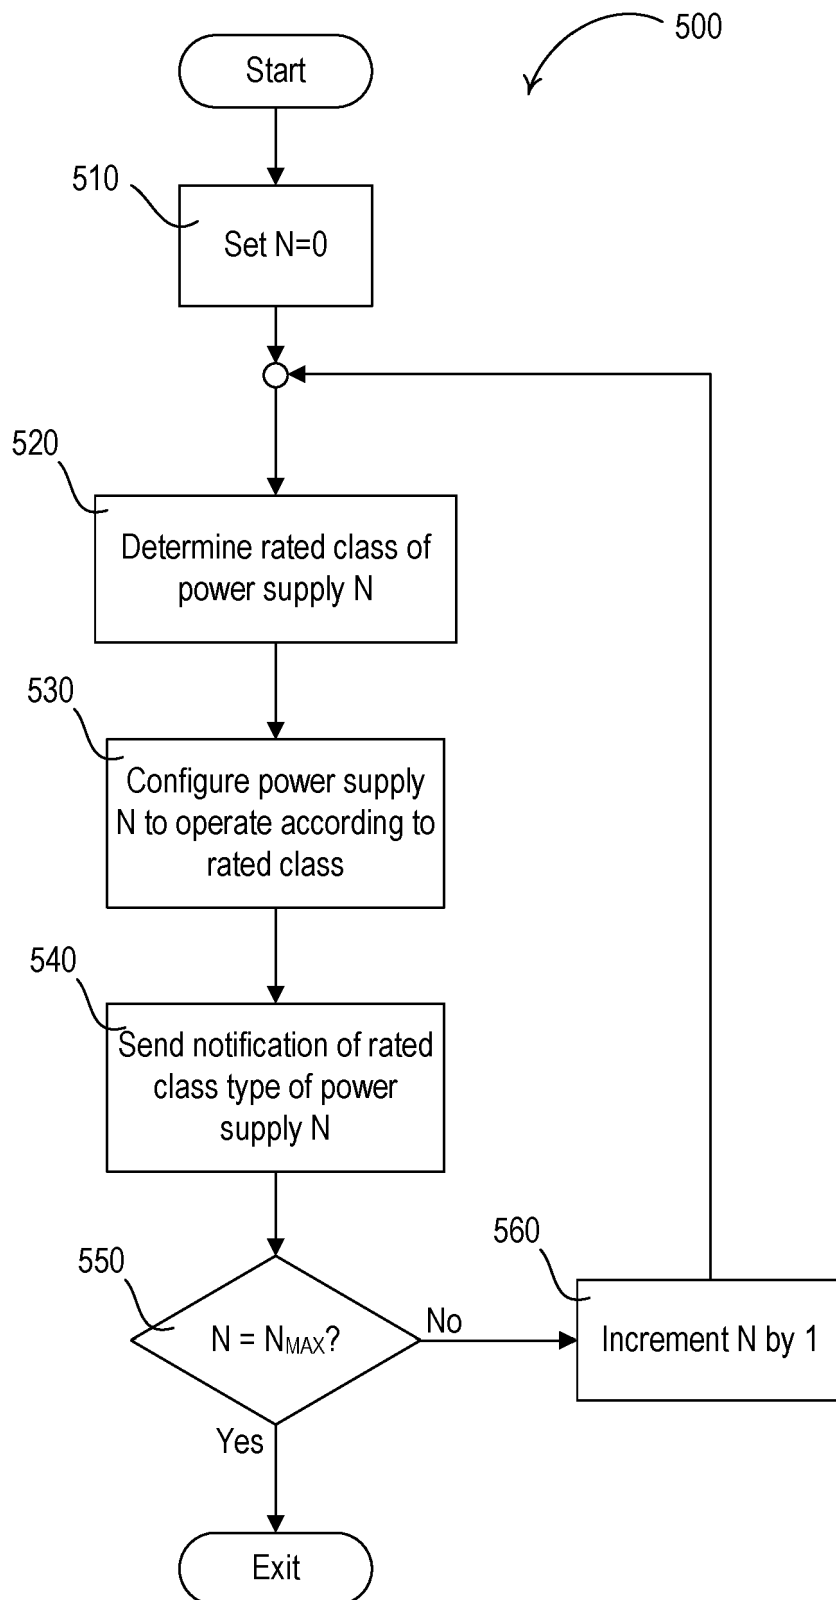 500
Start
510
Set N=0
520
Determine rated class of
power supply N
530
Configure power supply
N to operate according to
rated class
540
Send notification of rated
class type of power
supply N
550
N = NMAX?
No
560
Increment N by 1
Yes
Exit